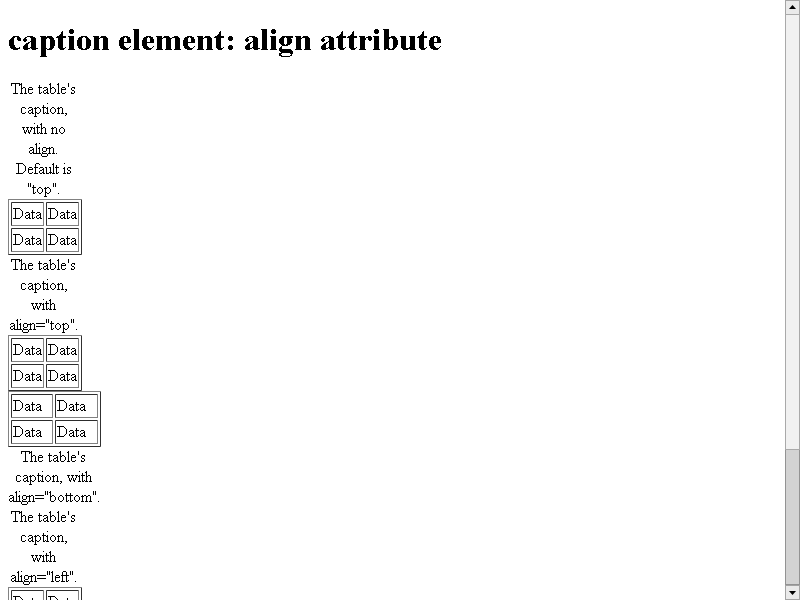 caption element: align attribute
The table's
caption,
with no
align.
Default is
"top".
Data Data
Data Data
The table's
caption,
with
align="top".
Data Data
Data Data
Data Data
Data Data
The table's
caption, with
align="bottom".
The table's
caption,
with
align="left".
Data Data